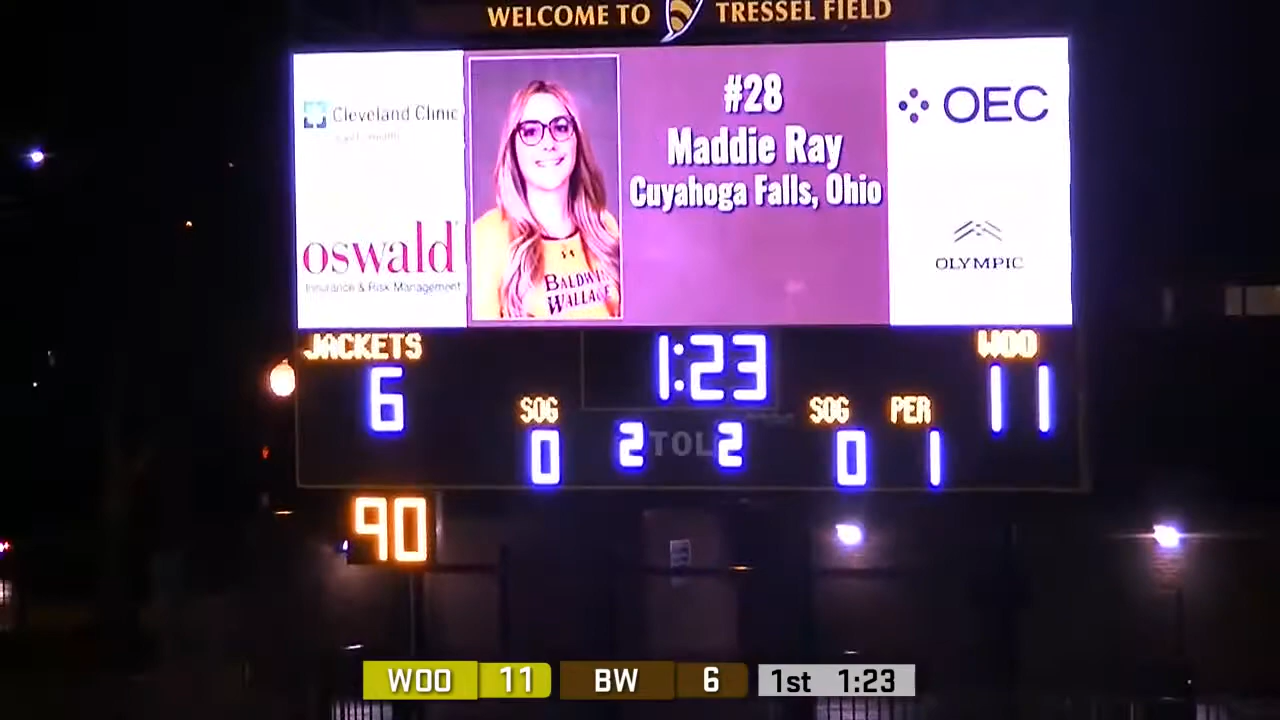 WELCOME TO TRESSEL FIELD
Cleveland Clinic
oswald
Insurance & Risk Management
#28
Maddie Ray
Cuyahoga Falls, Ohio
BALDWIN
WALLACE
OEC
OLYMPIC
JACKETS
6
1:23
WOO
11
SOG
0
2 TOL 2
SOG
0
PER
1
90
WOO 11 BW 6 1st 1:23